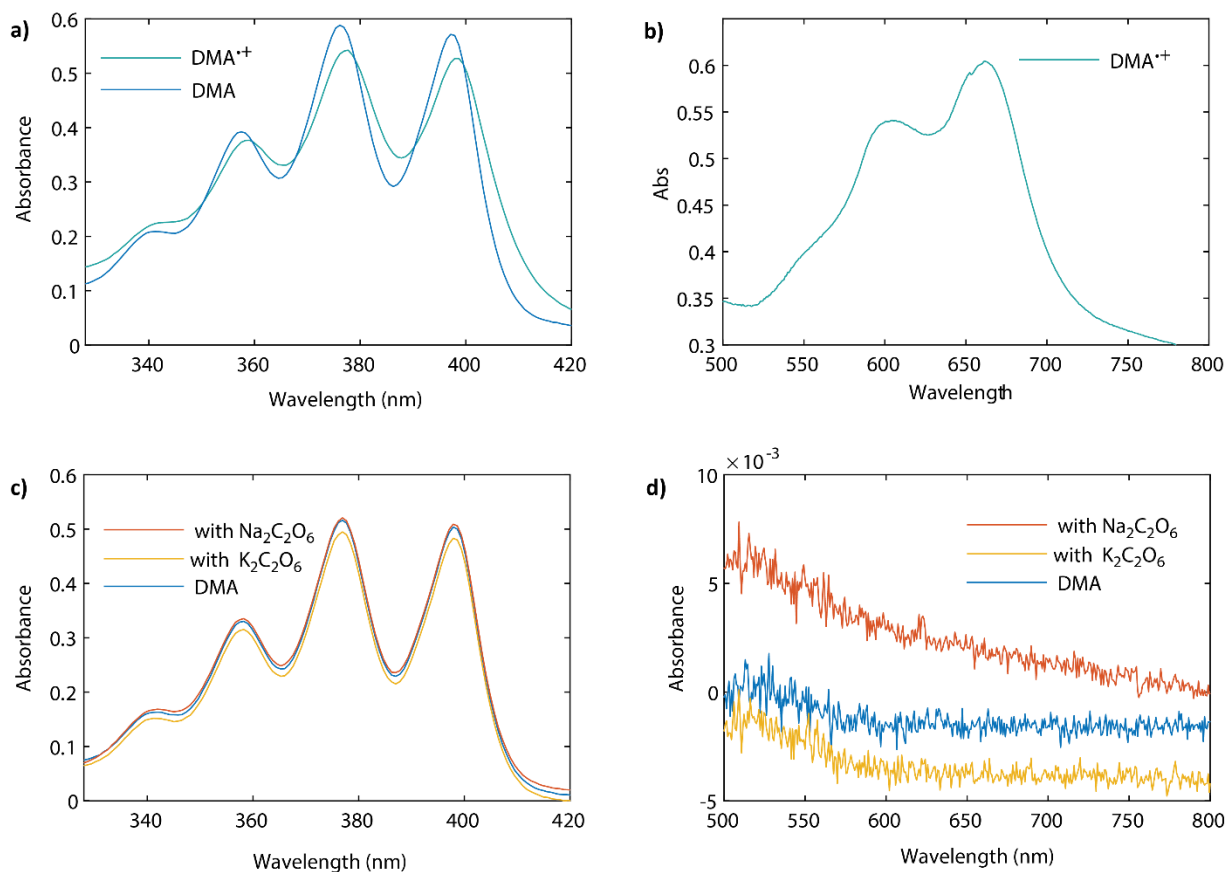 a)
0.6
0.5
0.4
0.3
0.2
0.1
0
Absorbance
DMA•+
DMA
340 360 380 400 420
Wavelength (nm)
b)
0.6
0.55
0.5
0.45
0.4
0.35
0.3
Abs
DMA•+
500 550 600 650 700 750 800
Wavelength
c)
0.6
0.5
0.4
0.3
0.2
0.1
0
Absorbance
with Na₂C₂O₆
with K₂C₂O₆
DMA
340 360 380 400 420
Wavelength (nm)
d)
× 10⁻³
10
5
0
-5
Absorbance
with Na₂C₂O₆
with K₂C₂O₆
DMA
500 550 600 650 700 750 800
Wavelength (nm)